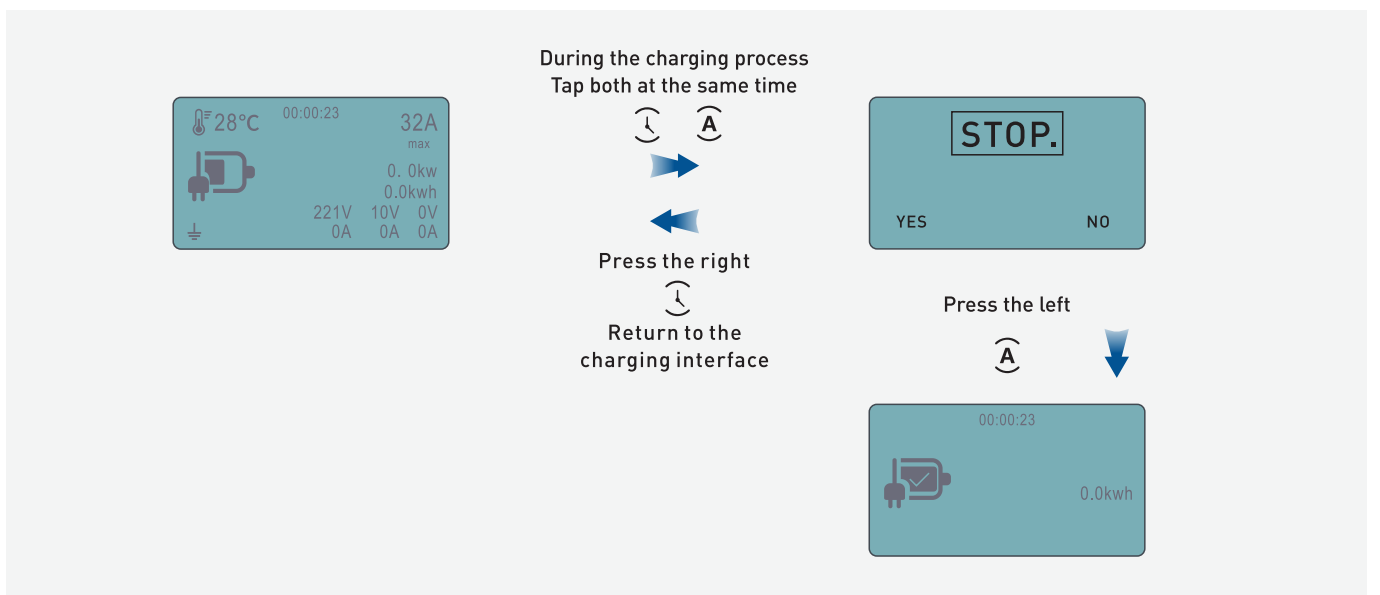 During the charging process
Tap both at the same time
A
28°C
00:00:23
32A
max
0. 0kw
0.0kwh
221V 10V 0V
0A 0A 0A
STOP.
YES NO
Press the right
Return to the
charging interface
Press the left
A
00:00:23
0.0kwh